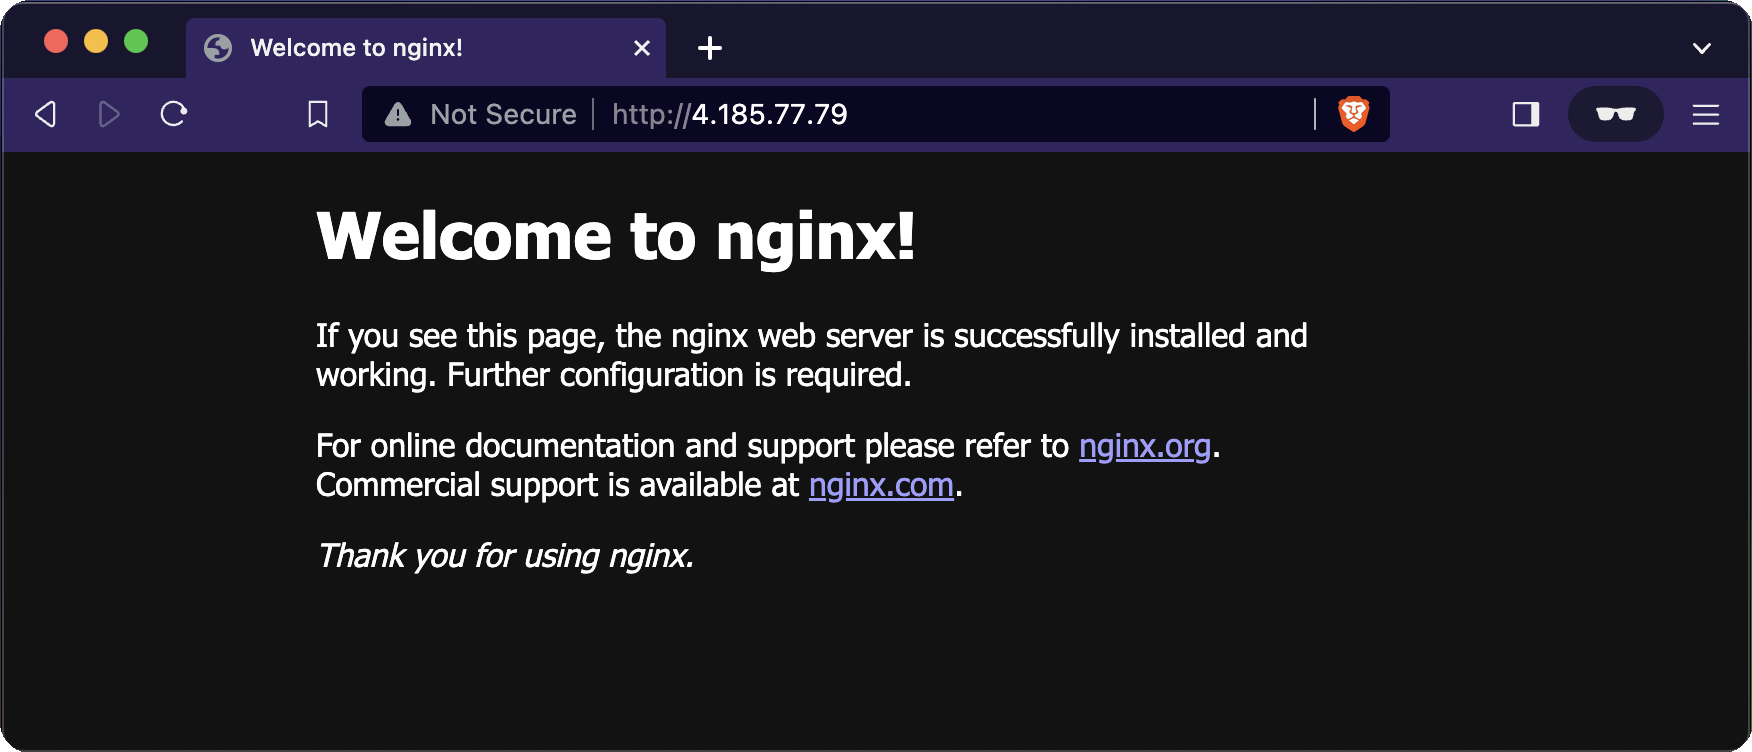 Welcome to nginx!
Not Secure | http://4.185.77.79
Welcome to nginx!
If you see this page, the nginx web server is successfully installed and
working. Further configuration is required.
For online documentation and support please refer to nginx.org.
Commercial support is available at nginx.com.
Thank you for using nginx.